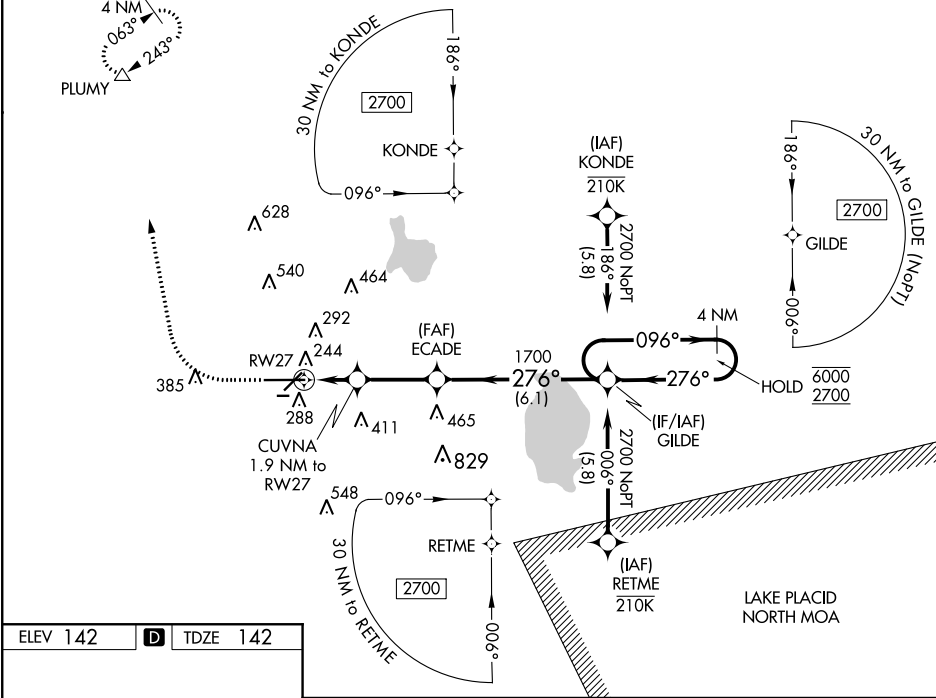 4 NM
063°
243°
PLUMY
30 NM to KONDE
186°
2700
KONDE
096°
(IAF)
KONDE
210K
2700 NoPT
186°
(5.8)
186°
30 NM to GILDE (NoPT)
2700
GILDE
006°
628
540
464
292
244
RW27
385
288
(FAF)
ECADE
1700
276°
(6.1)
4 NM
096°
276°
HOLD
6000
2700
(IF/IAF)
GILDE
CUVNA
1.9 NM to
RW27
411
465
829
548
2700 NoPT
006°
(5.8)
096°
RETME
30 NM to RETME
2700
006°
(IAF)
RETME
210K
LAKE PLACID
NORTH MOA
ELEV 142 D TDZE 142